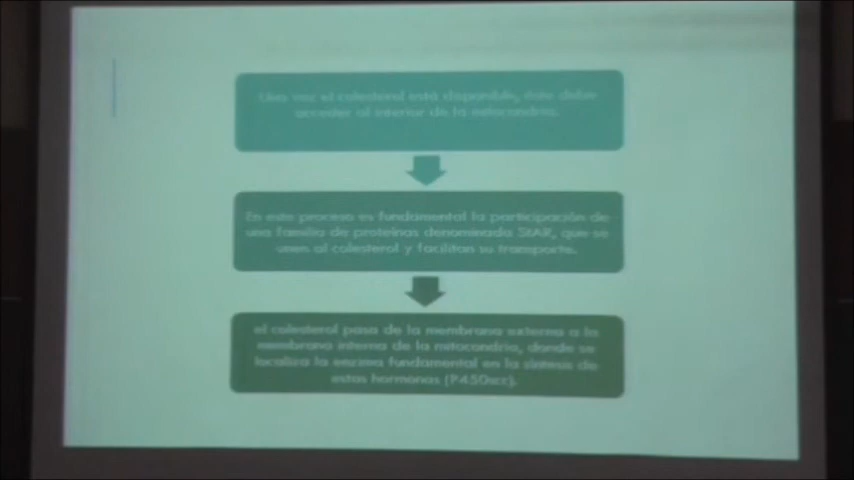 Una vez el colesterol está disponible, éste debe
acceder al interior de la mitocondria.
En este proceso es fundamental la participación de
una familia de proteínas denominada StAR, que se
unen al colesterol y facilitan su transporte.
el colesterol pasa de la membrana externa a la
membrana interna de la mitocondria, donde se
localiza la enzima fundamental en la síntesis de
estas hormonas (P450scc).